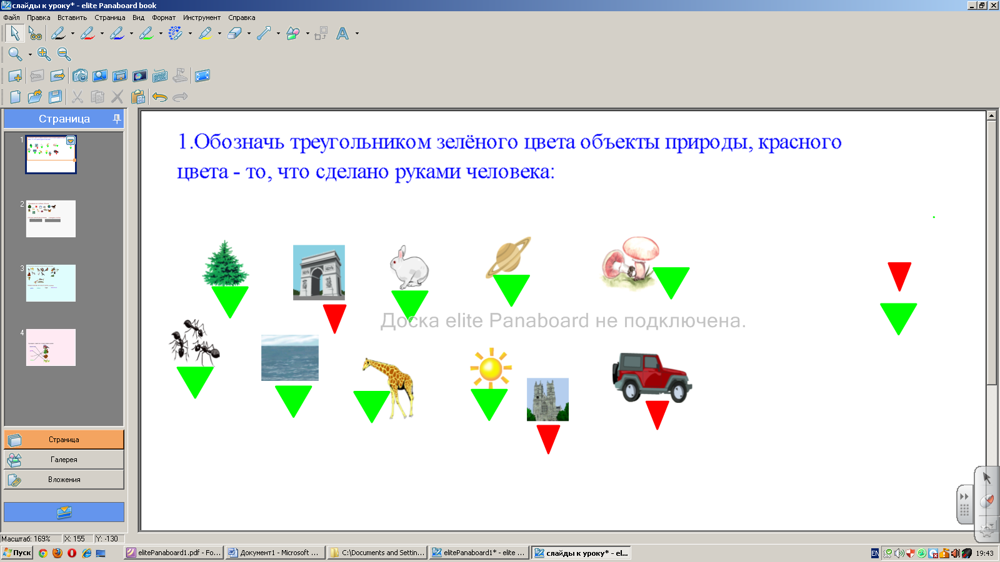 слайды к уроку* - elite Panaboard book
Файл Правка Вставить Страница Вид Формат Инструмент Справка
Страница
1
2
3
4
Страница
Галерея
Вложения
1.Обозначь треугольником зелёного цвета объекты природы, красного
цвета - то, что сделано руками человека:
Доска elite Panaboard не подключена.
Масштаб: 169% X: 155 Y: -130
Пуск elitePanaboard1.pdf - Fo... Документ1 - Microsoft ... C:\Documents and Settin... elitePanaboard1* - elite ... слайды к уроку* - el... EN 19:43